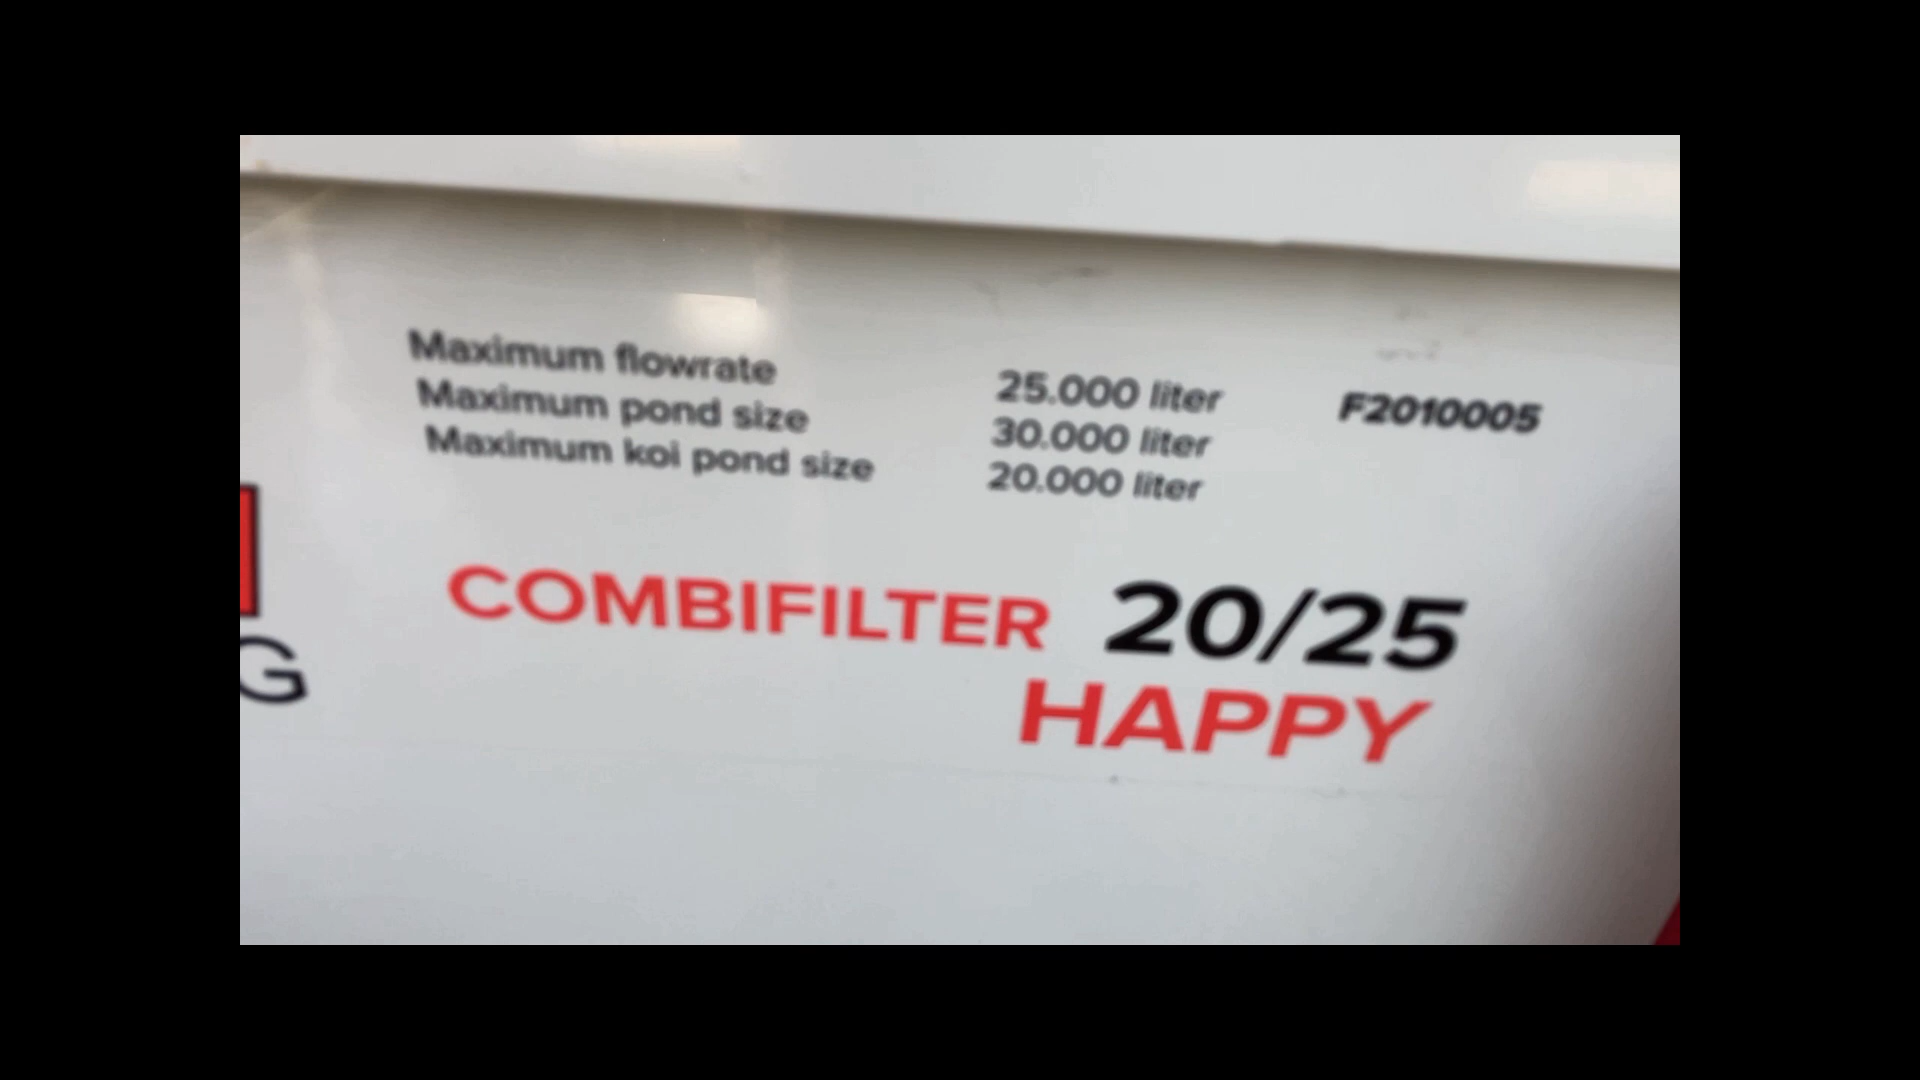 Maximum flowrate 25.000 liter F2010005
Maximum pond size 30.000 liter
Maximum koi pond size 20.000 liter
COMBIFILTER 20/25
HAPPY
G